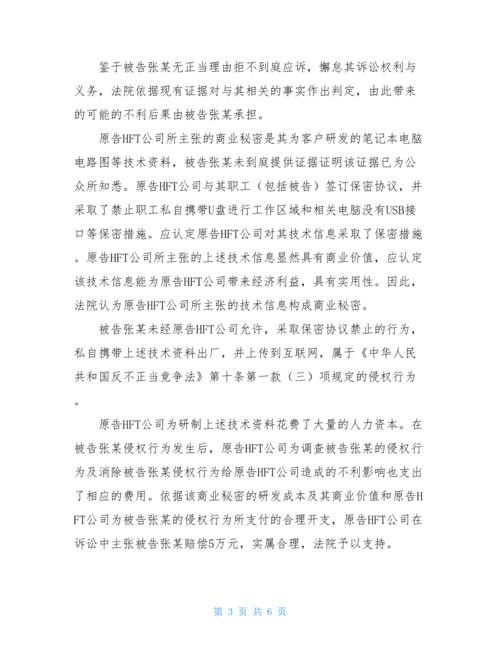 鉴于被告张某无正当理由拒不到庭应诉，懈怠其诉讼权利与
义务，法院依据现有证据对与其相关的事实作出判定，由此带来
的可能的不利后果由被告张某承担。
原告HFT公司所主张的商业秘密是其为客户研发的笔记本电脑
电路图等技术资料，被告张某未到庭提供证据证明该证据已为公
众所知悉。原告HFT公司与其职工（包括被告）签订保密协议，并
采取了禁止职工私自携带U盘进行工作区域和相关电脑没有USB接
口等保密措施。应认定原告HFT公司对其技术信息采取了保密措施
。原告HFT公司所主张的上述技术信息显然具有商业价值，应认定
该技术信息能为原告HFT公司带来经济利益，具有实用性。因此，
法院认为原告HFT公司所主张的技术信息构成商业秘密。
被告张某未经原告HFT公司允许，采取保密协议禁止的行为，
私自携带上述技术资料出厂，并上传到互联网，属于《中华人民
共和国反不正当竞争法》第十条第一款（三）项规定的侵权行为
。
原告HFT公司为研制上述技术资料花费了大量的人力资本。在
被告张某侵权行为发生后，原告HFT公司为调查被告张某的侵权行
为及消除被告张某侵权行为给原告HFT公司造成的不利影响也支出
了相应的费用。依据该商业秘密的研发成本及其商业价值和原告H
FT公司为被告张某的侵权行为所支付的合理开支，原告HFT公司在
诉讼中主张被告张某赔偿5万元，实属合理，法院予以支持。
第 3 页 共 6 页